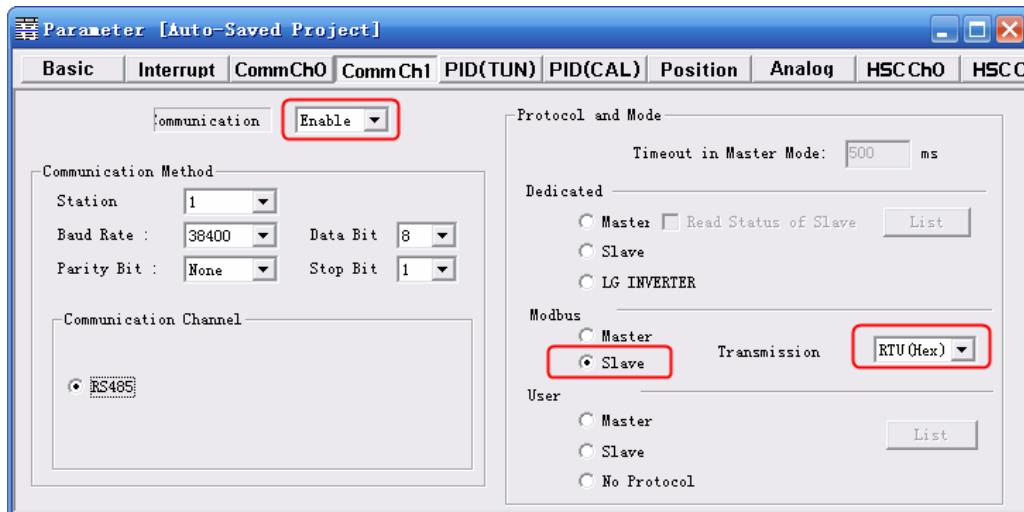 Parameter [Auto-Saved Project]
Basic Interrupt CommCh0 CommCh1 PID(TUN) PID(CAL) Position Analog HSCCh0 HSCC
ommunication Enable
Communication Method
Station 1
Baud Rate : 38400 Data Bit 8
Parity Bit : None Stop Bit 1
Communication Channel
RS485
Protocol and Mode
Timeout in Master Mode: 500 ms
Dedicated
Master Read Status of Slave List
Slave
LG INVERTER
Modbus
Master
Slave
Transmission RTU(Hex)
User
Master
Slave
List
No Protocol